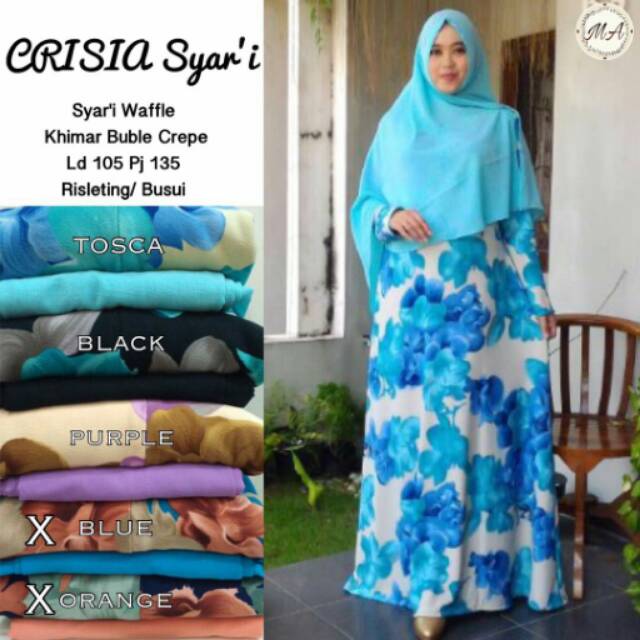 CRISIA Syar'i
MA
Syar'i Waffle
Khimar Buble Crepe
Ld 105 Pj 135
Risleting/ Busui
TOSCA
BLACK
PURPLE
X BLUE
X ORANGE